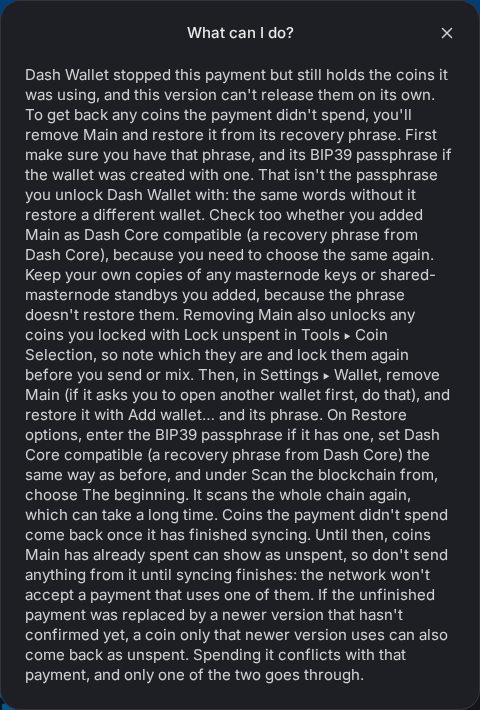 What can I do?
Dash Wallet stopped this payment but still holds the coins it
was using, and this version can't release them on its own.
To get back any coins the payment didn't spend, you'll
remove Main and restore it from its recovery phrase. First
make sure you have that phrase, and its BIP39 passphrase if
the wallet was created with one. That isn't the passphrase
you unlock Dash Wallet with: the same words without it
restore a different wallet. Check too whether you added
Main as Dash Core compatible (a recovery phrase from
Dash Core), because you need to choose the same again.
Keep your own copies of any masternode keys or shared-
masternode standbys you added, because the phrase
doesn't restore them. Removing Main also unlocks any
coins you locked with Lock unspent in Tools ▸ Coin
Selection, so note which they are and lock them again
before you send or mix. Then, in Settings ▸ Wallet, remove
Main (if it asks you to open another wallet first, do that), and
restore it with Add wallet... and its phrase. On Restore
options, enter the BIP39 passphrase if it has one, set Dash
Core compatible (a recovery phrase from Dash Core) the
same way as before, and under Scan the blockchain from,
choose The beginning. It scans the whole chain again,
which can take a long time. Coins the payment didn't spend
come back once it has finished syncing. Until then, coins
Main has already spent can show as unspent, so don't send
anything from it until syncing finishes: the network won't
accept a payment that uses one of them. If the unfinished
payment was replaced by a newer version that hasn't
confirmed yet, a coin only that newer version uses can also
come back as unspent. Spending it conflicts with that
payment, and only one of the two goes through.